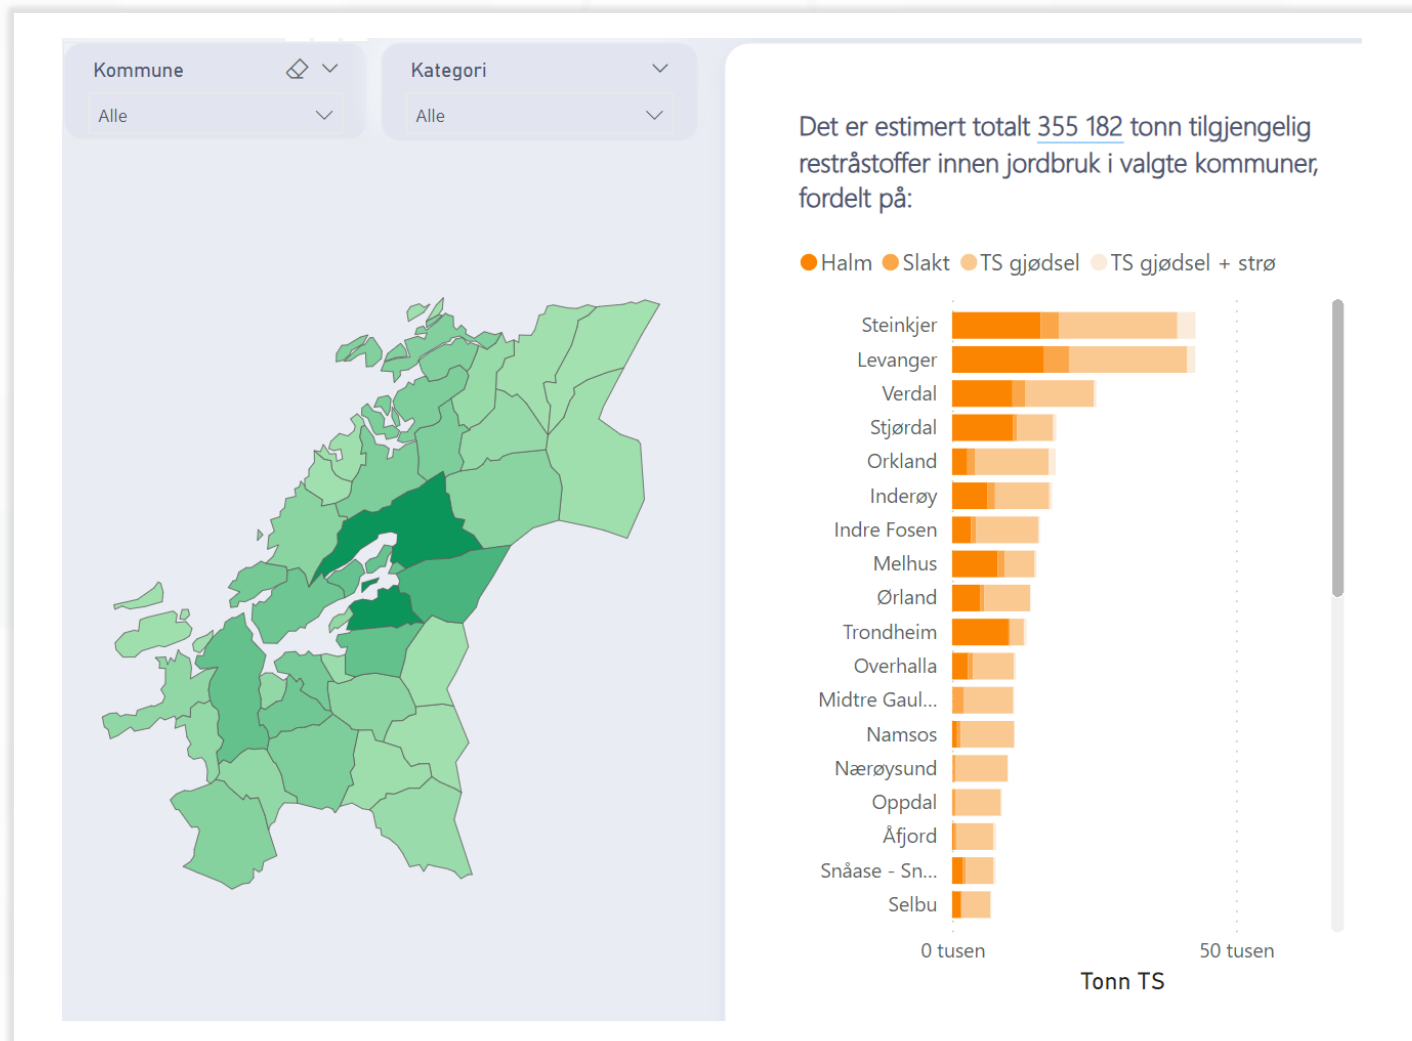 Kommune
Alle
Kategori
Alle
Det er estimert totalt 355 182 tonn tilgjengelig
restråstoffer innen jordbruk i valgte kommuner,
fordelt på:
Halm Slakt TS gjødsel TS gjødsel + strø
Steinkjer
Levanger
Verdal
Stjørdal
Orkland
Inderøy
Indre Fosen
Melhus
Ørland
Trondheim
Overhalla
Midtre Gaul...
Namsos
Nærøysund
Oppdal
Åfjord
Snåase - Sn...
Selbu
0 tusen 50 tusen
Tonn TS